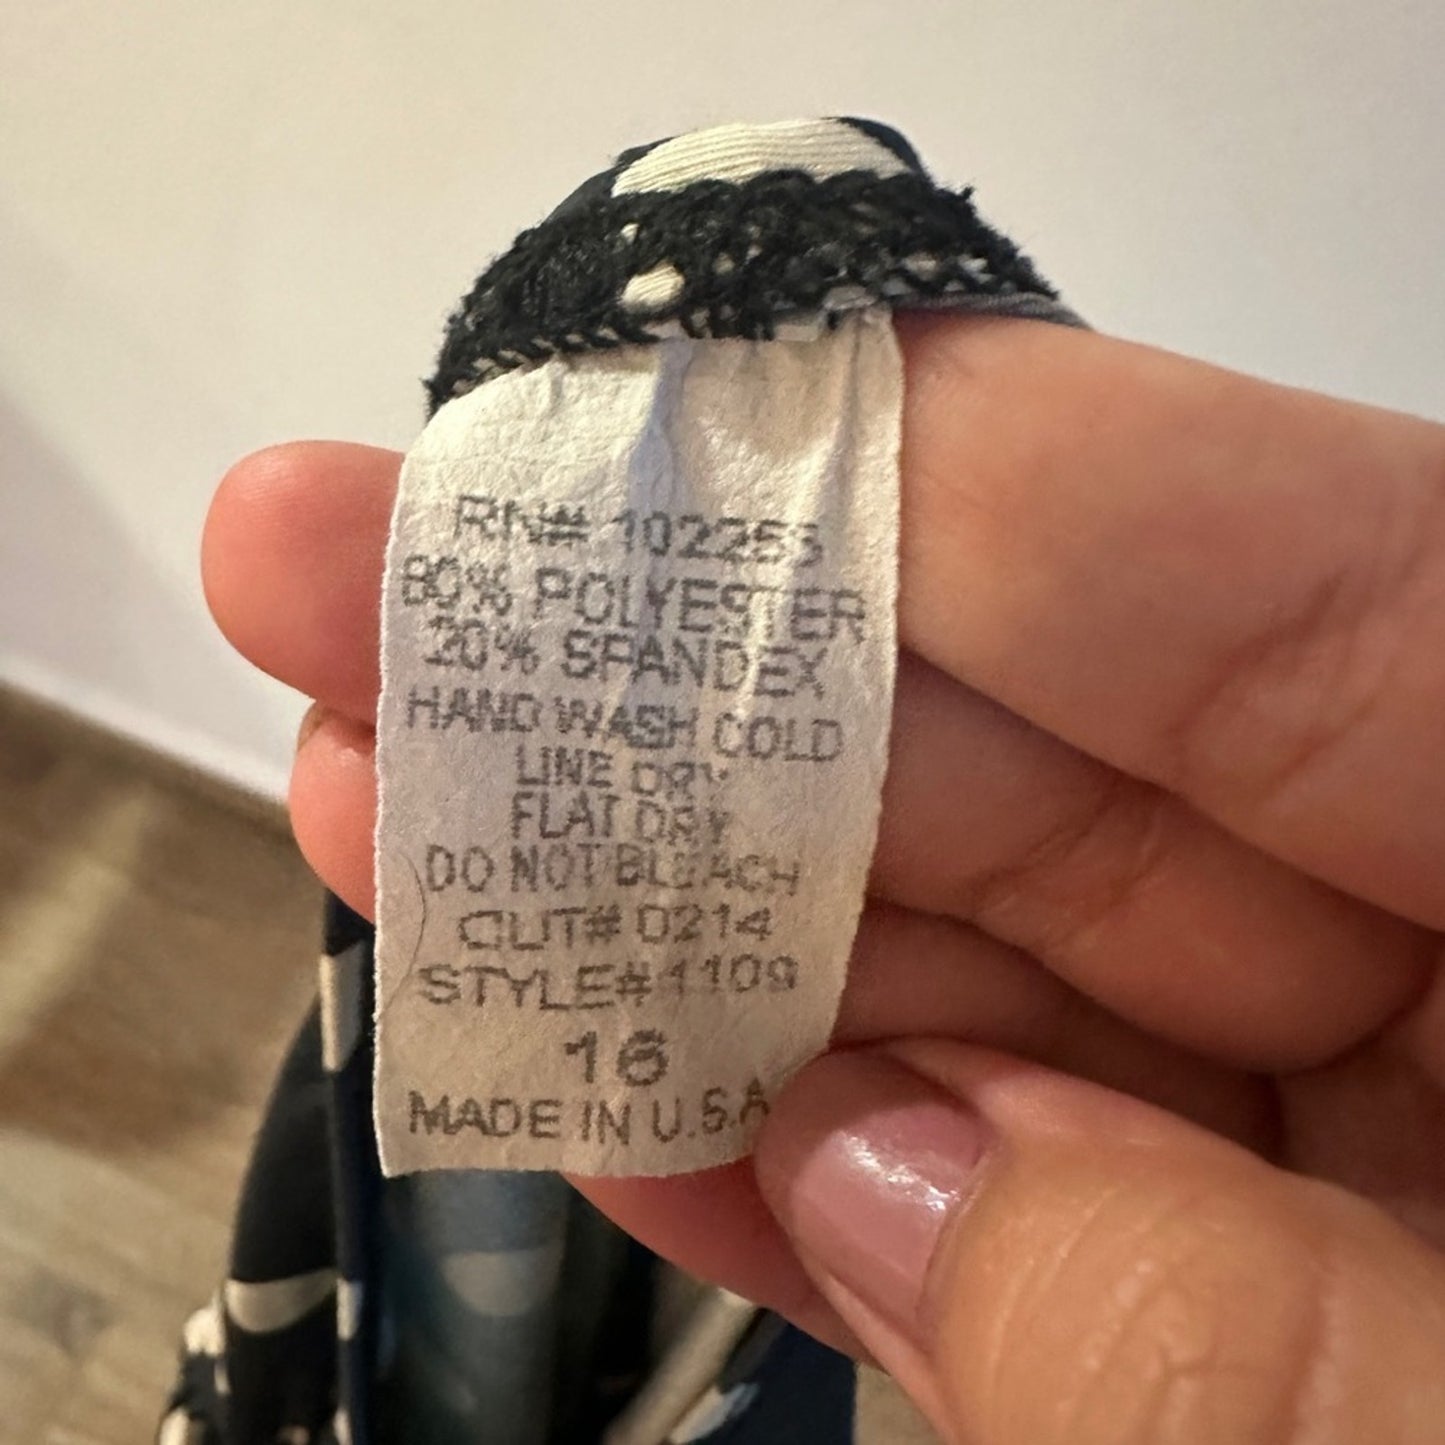 RN# 102255
80% POLYESTER
20% SPANDEX
HAND WASH COLD
LINE DRY
FLAT DRY
DO NOT BLEACH
CUT# 0214
STYLE# 1109
16
MADE IN U.S.A